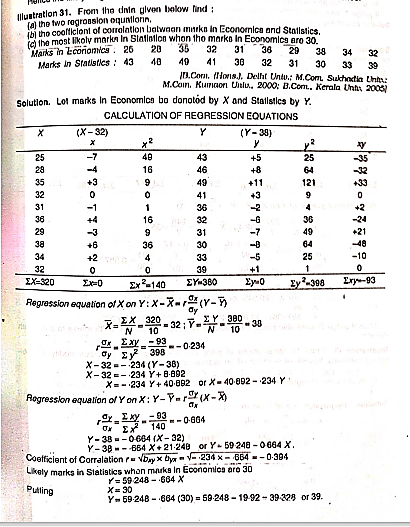 Illustration 31. From the data given below find :
(a) the two regression equations,
(b) the coefficient of correlation between marks in Economics and Statistics,
(c) the most likely marks in Statistics when the marks in Economics are 30.
Marks in Economics : 25 28 35 32 31 36 29 38 34 32
Marks in Statistics : 43 46 49 41 36 32 31 30 33 39
[B.Com. (Hons.), Delhi Univ.; M.Com. Sukhadia Univ.;
M.Com. Kumaon Univ., 2000; B.Com., Kerala Univ. 2005]
Solution. Let marks in Economics be denoted by X and Statistics by Y.
CALCULATION OF REGRESSION EQUATIONS
X (X – 32) Y (Y – 38)
x x² y² xy
25 –7 49 43 +5 25 –35
28 –4 16 46 +8 64 –32
35 +3 9 49 +11 121 +33
32 0 0 41 +3 9 0
31 –1 1 36 –2 4 +2
36 +4 16 32 –6 36 –24
29 –3 9 31 –7 49 +21
38 +6 36 30 –8 64 –48
34 +2 4 33 –5 25 –10
32 0 0 39 +1 1 0
ΣX=320 Σx=0 Σx²=140 ΣY=380 Σy=0 Σy²=398 Σxy=–93
Regression equation of X on Y : X – X̄ = r σx/σy (Y – Ȳ)
X̄ = ΣX/N = 320/10 = 32 ; Ȳ = ΣY/N = 380/10 = 38
r σx/σy = Σxy/Σy² = –93/398 = –0·234
X – 32 = – ·234 (Y – 38)
X – 32 = – ·234 Y + 8·892
X = – ·234 Y + 40·892 or X = 40·892 – ·234 Y
Regression equation of Y on X : Y – Ȳ = r σy/σx (X – X̄)
r σy/σx = Σxy/Σx² = –93/140 = –0·664
Y – 38 = – 0·664 (X – 32)
Y – 38 = – ·664 X + 21·248 or Y = 59·248 – 0·664 X.
Coefficient of Correlation r = √bxy × byx = √– ·234 × – ·664 = – 0·394
Likely marks in Statistics when marks in Economics are 30
Y = 59·248 – ·664 X
Putting X = 30
Y = 59·248 – ·664 (30) = 59·248 – 19·92 = 39·328 or 39.